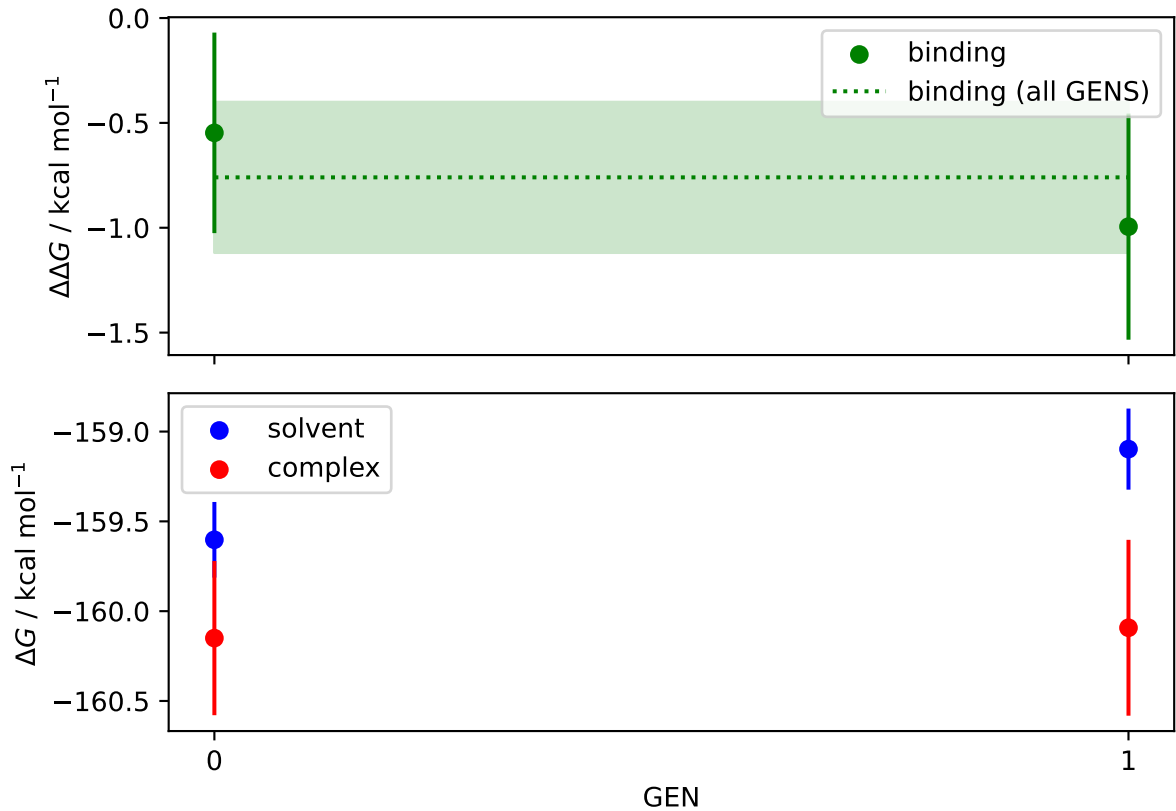 0.0
−0.5
−1.0
−1.5
ΔΔG / kcal mol⁻¹
binding
binding (all GENS)
−159.0
−159.5
−160.0
−160.5
ΔG / kcal mol⁻¹
solvent
complex
0
1
GEN